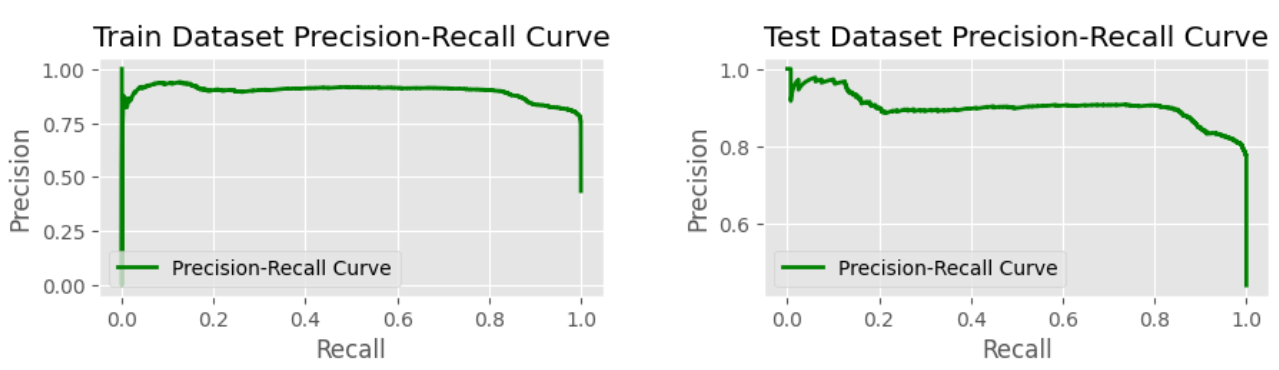 Train Dataset Precision-Recall Curve
1.00
0.75
0.50
0.25
0.00
Precision
Precision-Recall Curve
0.0 0.2 0.4 0.6 0.8 1.0
Recall
Test Dataset Precision-Recall Curve
1.0
0.8
0.6
Precision
Precision-Recall Curve
0.0 0.2 0.4 0.6 0.8 1.0
Recall